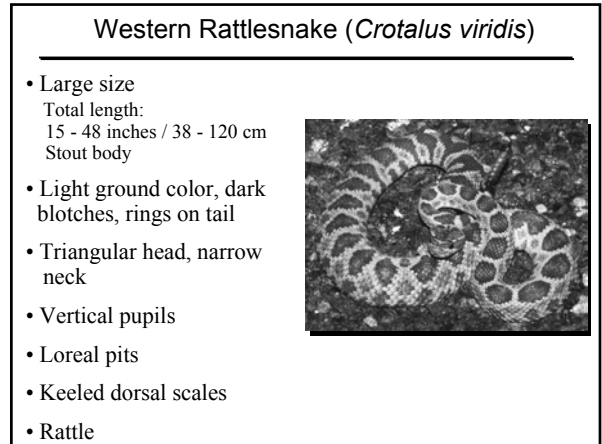 Western Rattlesnake (Crotalus viridis)
• Large size
Total length:
15 - 48 inches / 38 - 120 cm
Stout body
• Light ground color, dark
blotches, rings on tail
• Triangular head, narrow
neck
• Vertical pupils
• Loreal pits
• Keeled dorsal scales
• Rattle